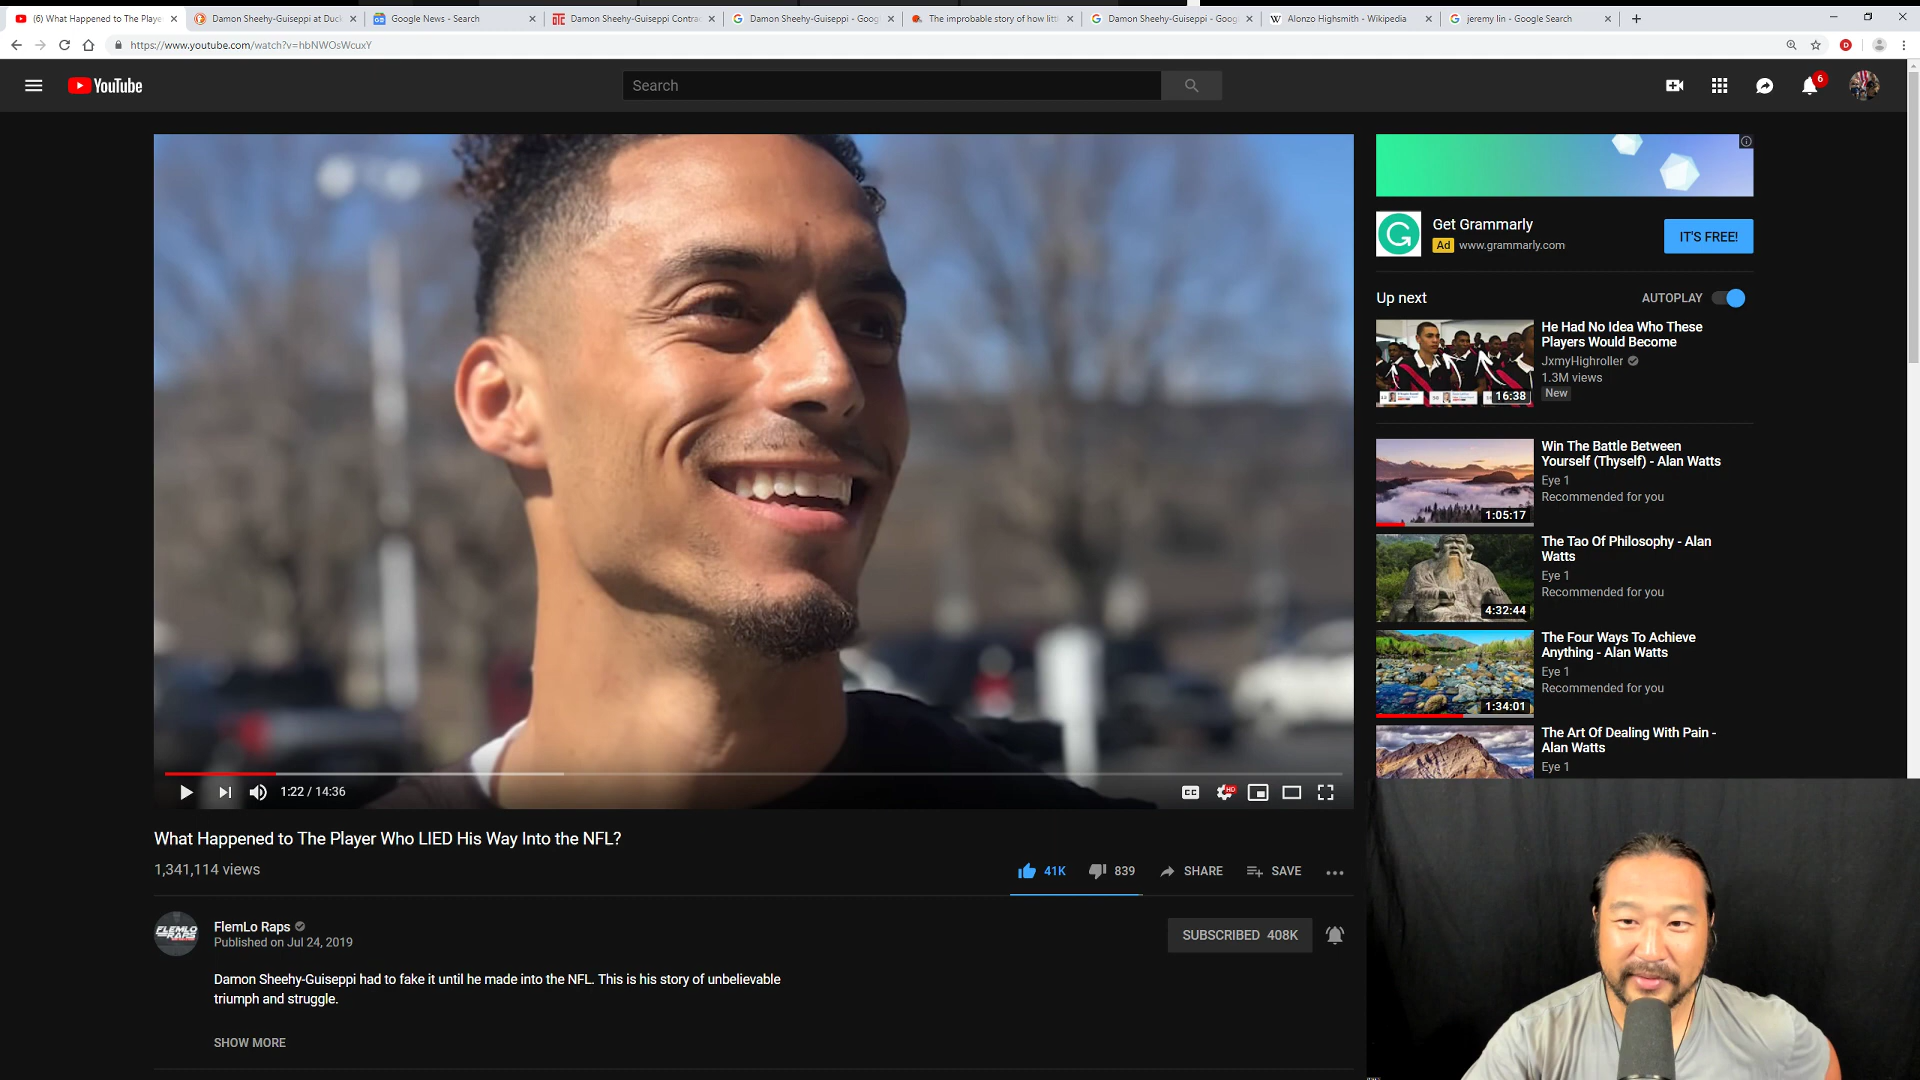 (6) What Happened to The Playe
Damon Sheehy-Guiseppi at Duck
Google News - Search
Damon Sheehy-Guiseppi Contra
Damon Sheehy-Guiseppi - Goog
The improbable story of how littl
Damon Sheehy-Guiseppi - Goog
Alonzo Highsmith - Wikipedia
jeremy lin - Google Search
https://www.youtube.com/watch?v=hbNWOsWcuxY
YouTube
Search
6
Get Grammarly
Ad www.grammarly.com
IT'S FREE!
Up next
AUTOPLAY
He Had No Idea Who These
Players Would Become
JxmyHighroller
1.3M views
New
16:38
Win The Battle Between
Yourself (Thyself) - Alan Watts
Eye 1
Recommended for you
1:05:17
The Tao Of Philosophy - Alan
Watts
Eye 1
Recommended for you
4:32:44
The Four Ways To Achieve
Anything - Alan Watts
Eye 1
Recommended for you
1:34:01
The Art Of Dealing With Pain -
Alan Watts
Eye 1
1:22 / 14:36
CC
HD
What Happened to The Player Who LIED His Way Into the NFL?
1,341,114 views
41K
839
SHARE
SAVE
FLEMLO
RAPS
FlemLo Raps
Published on Jul 24, 2019
SUBSCRIBED 408K
Damon Sheehy-Guiseppi had to fake it until he made into the NFL. This is his story of unbelievable
triumph and struggle.
SHOW MORE